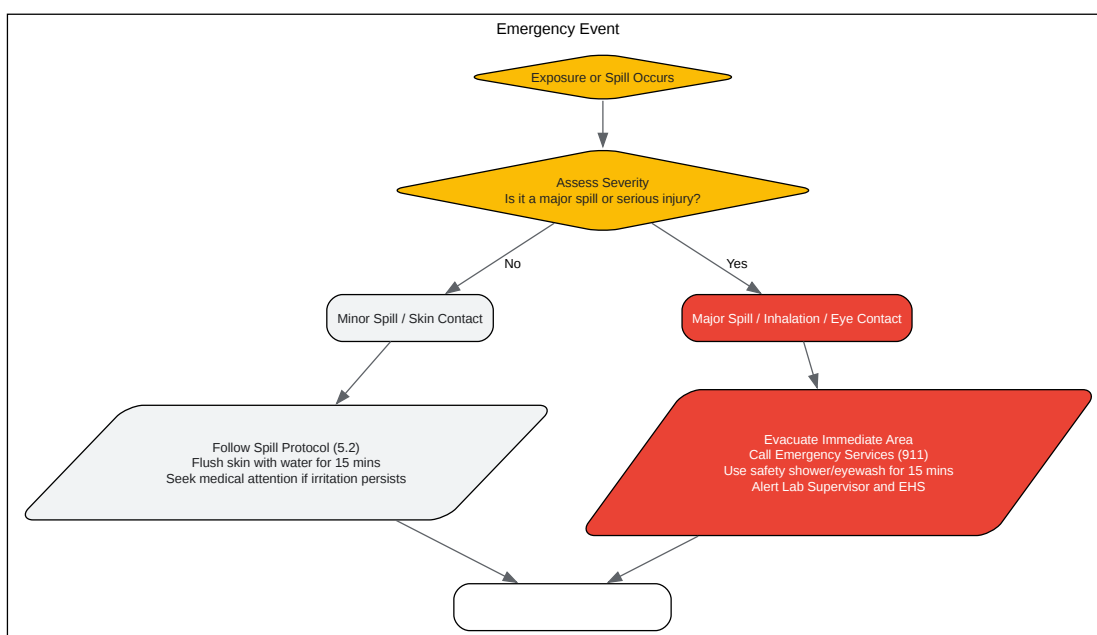 Emergency Event
Exposure or Spill Occurs
Assess Severity
Is it a major spill or serious injury?
No
Yes
Minor Spill / Skin Contact
Major Spill / Inhalation / Eye Contact
Follow Spill Protocol (5.2)
Flush skin with water for 15 mins
Seek medical attention if irritation persists
Evacuate Immediate Area
Call Emergency Services (911)
Use safety shower/eyewash for 15 mins
Alert Lab Supervisor and EHS